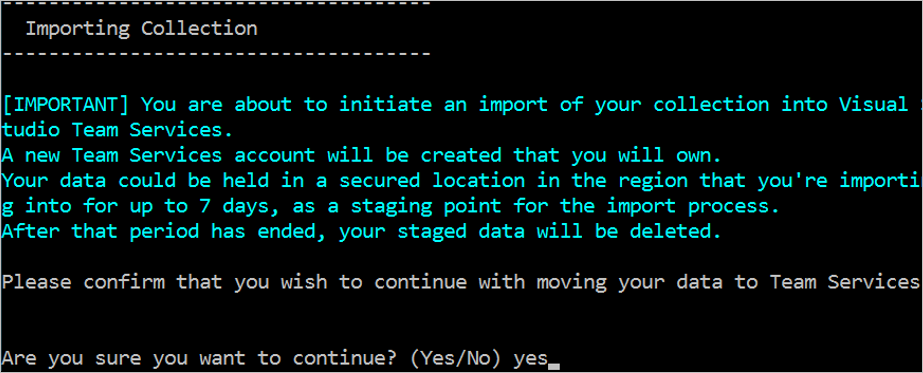 ----------------------------------
Importing Collection
----------------------------------
[IMPORTANT] You are about to initiate an import of your collection into Visual S
tudio Team Services.
A new Team Services account will be created that you will own.
Your data could be held in a secured location in the region that you're importi
g into for up to 7 days, as a staging point for the import process.
After that period has ended, your staged data will be deleted.
Please confirm that you wish to continue with moving your data to Team Services
Are you sure you want to continue? (Yes/No) yes_